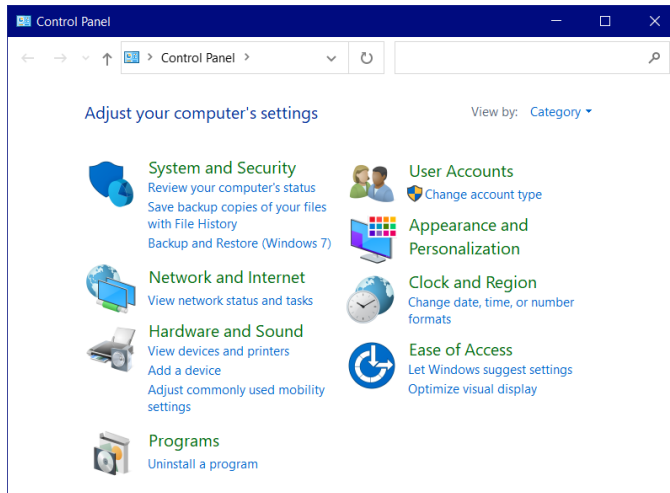 Control Panel
Control Panel
Adjust your computer's settings
View by: Category
System and Security
Review your computer's status
Save backup copies of your files
with File History
Backup and Restore (Windows 7)
Network and Internet
View network status and tasks
Hardware and Sound
View devices and printers
Add a device
Adjust commonly used mobility
settings
Programs
Uninstall a program
User Accounts
Change account type
Appearance and
Personalization
Clock and Region
Change date, time, or number
formats
Ease of Access
Let Windows suggest settings
Optimize visual display